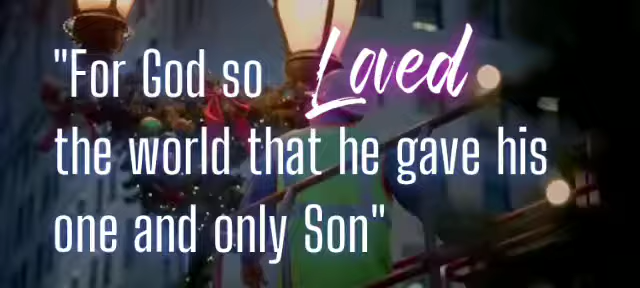 "For God so Loved
the world that he gave his
one and only Son"